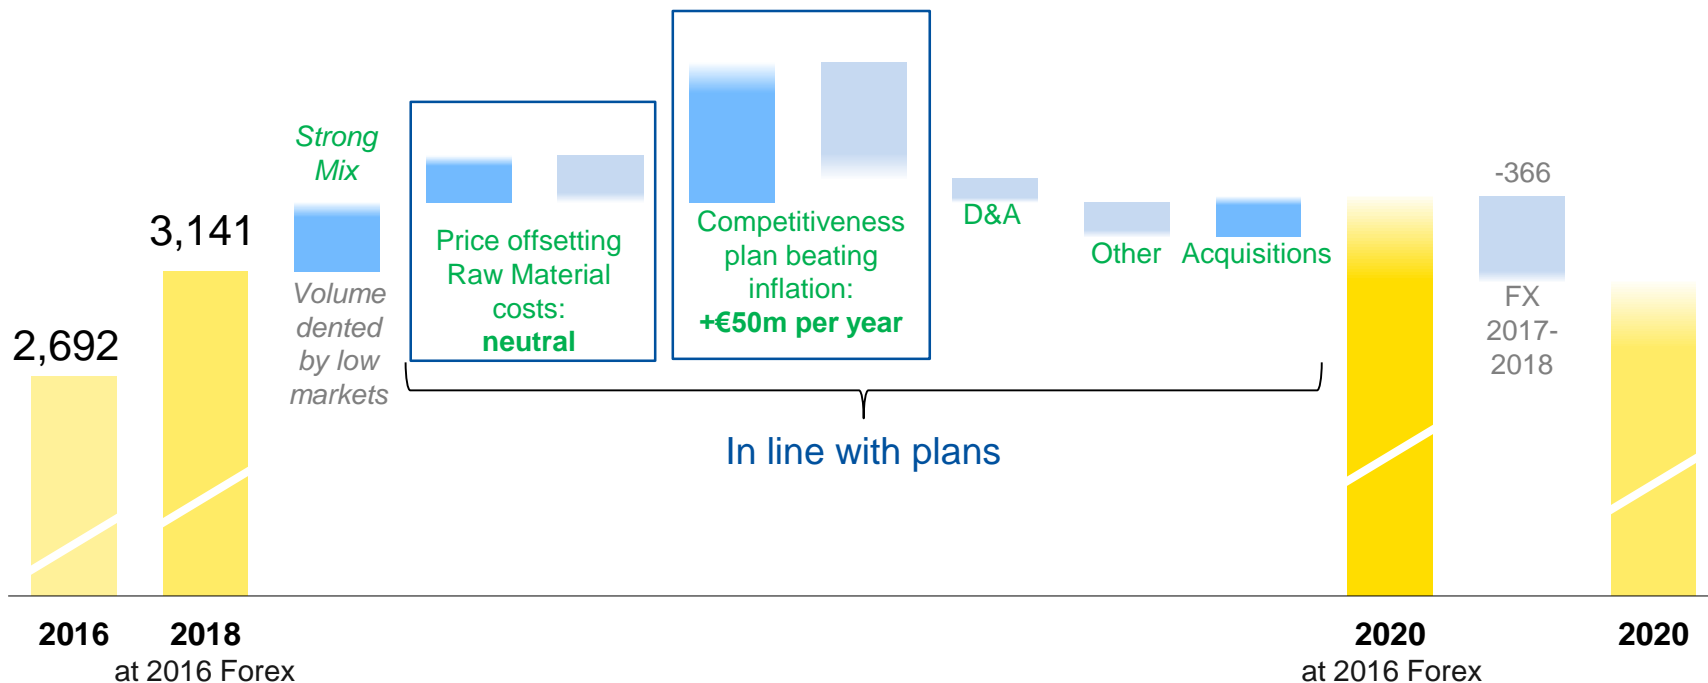 2,692
3,141
Strong
Mix
Volume
dented
by low
markets
Price offsetting
Raw Material
costs:
neutral
Competitiveness
plan beating
inflation:
+€50m per year
D&A
Other
Acquisitions
-366
FX
2017-
2018
In line with plans
2016
2018
at 2016 Forex
2020
at 2016 Forex
2020